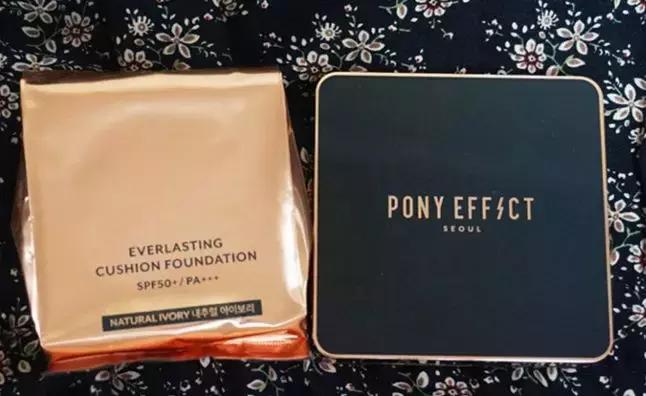 EVERLASTING
CUSHION FOUNDATION
SPF50+/PA+++
NATURAL IVORY 내추럴 아이보리
PONY EFFECT
SEOUL